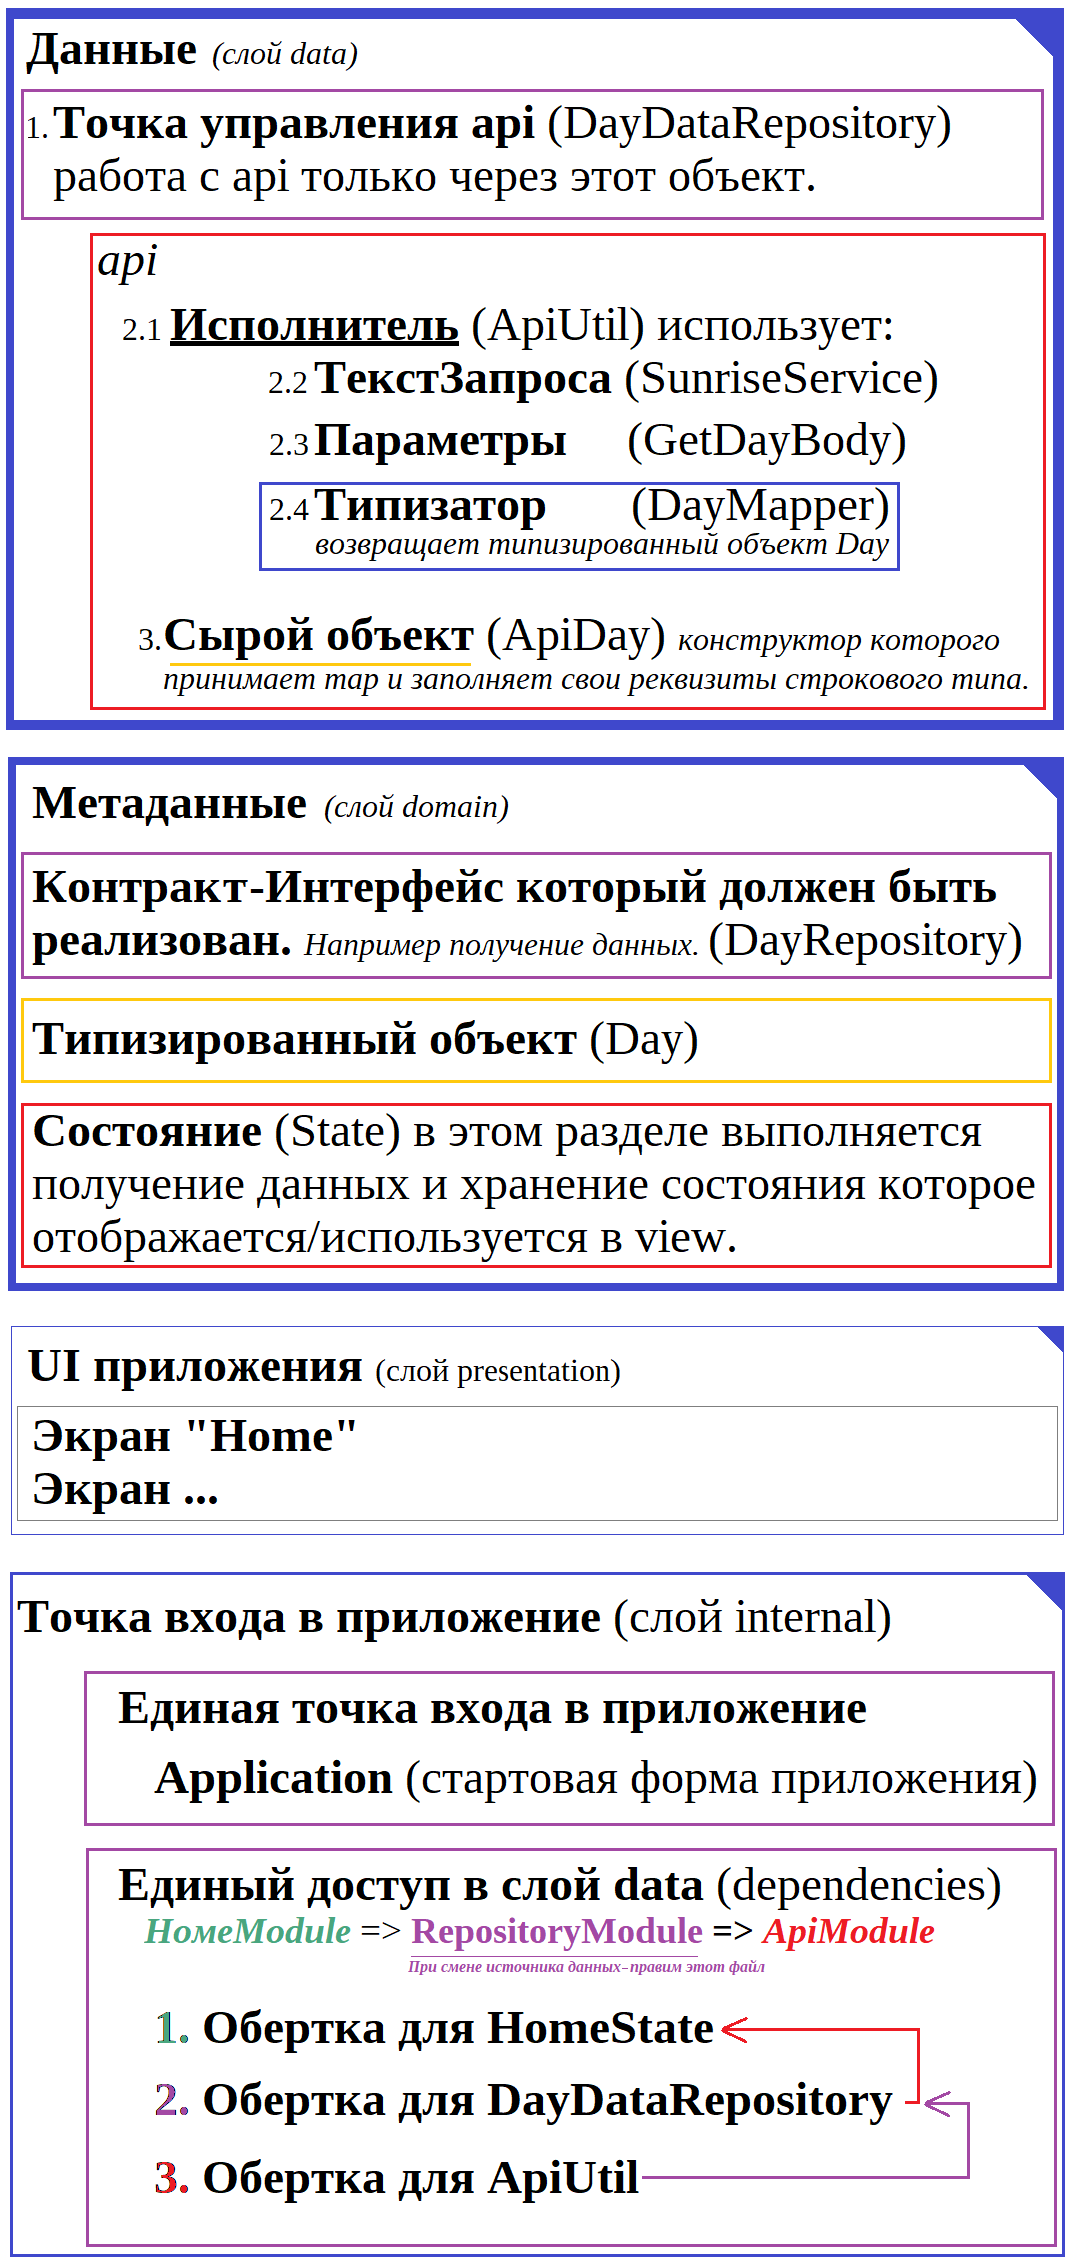 Данные (слой data)
1. Точка управления api (DayDataRepository)
работа с api только через этот объект.
api
2.1 Исполнитель (ApiUtil) использует:
2.2 ТекстЗапроса (SunriseService)
2.3 Параметры (GetDayBody)
2.4 Типизатор (DayMapper)
возвращает типизированный объект Day
3. Сырой объект (ApiDay) конструктор которого
принимает map и заполняет свои реквизиты строкового типа.
Метаданные (слой domain)
Контракт-Интерфейс который должен быть
реализован. Например получение данных. (DayRepository)
Типизированный объект (Day)
Состояние (State) в этом разделе выполняется
получение данных и хранение состояния которое
отображается/используется в view.
UI приложения (слой presentation)
Экран "Home"
Экран ...
Точка входа в приложение (слой internal)
Единая точка входа в приложение
Application (стартовая форма приложения)
Единый доступ в слой data (dependencies)
HomeModule => RepositoryModule => ApiModule
При смене источника данных-правим этот файл
1. Обертка для HomeState
2. Обертка для DayDataRepository
3. Обертка для ApiUtil